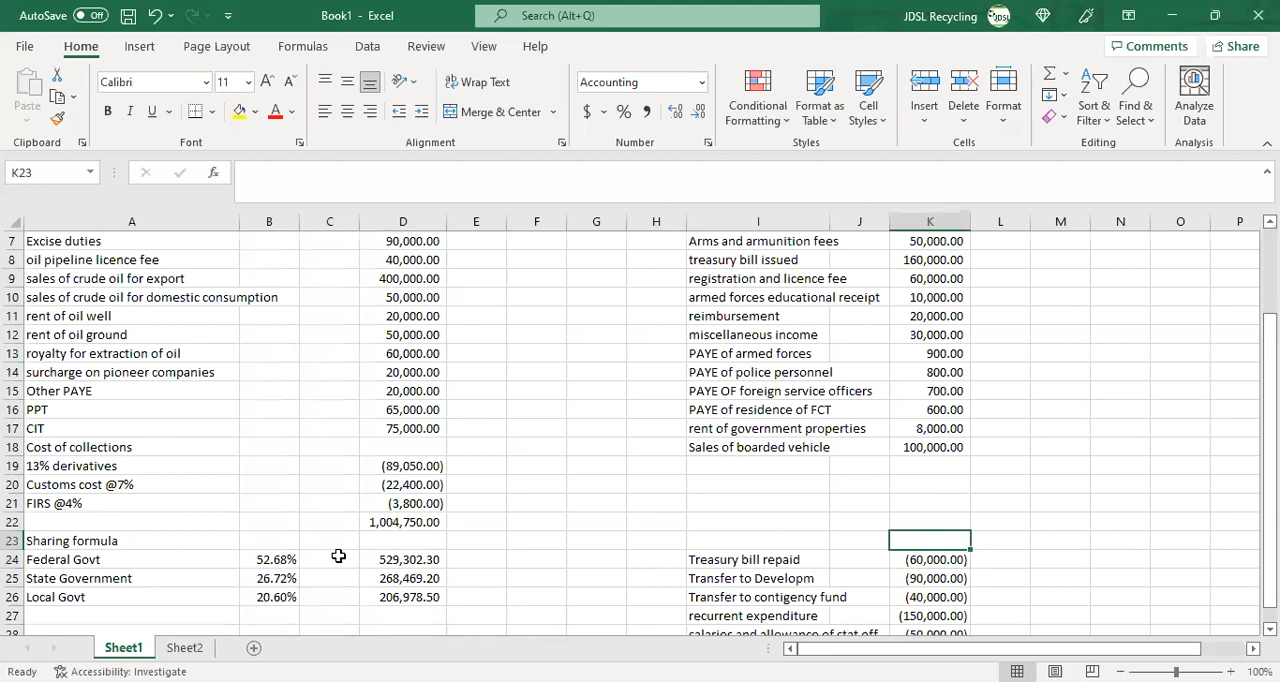 AutoSave Off Book1 - Excel Search (Alt+Q) JDSL Recycling
File Home Insert Page Layout Formulas Data Review View Help Comments Share
Paste Calibri 11 A A Wrap Text Accounting Conditional Formatting Format as Table Cell Styles Insert Delete Format Sort & Filter Find & Select Analyze Data
B I U A Merge & Center $ % ,
Clipboard Font Alignment Number Styles Cells Editing Analysis
K23 fx
A B C D E F G H I J K L M N O P
7 Excise duties 90,000.00 Arms and armunition fees 50,000.00
8 oil pipeline licence fee 40,000.00 treasury bill issued 160,000.00
9 sales of crude oil for export 400,000.00 registration and licence fee 60,000.00
10 sales of crude oil for domestic consumption 50,000.00 armed forces educational receipt 10,000.00
11 rent of oil well 20,000.00 reimbursement 20,000.00
12 rent of oil ground 50,000.00 miscellaneous income 30,000.00
13 royalty for extraction of oil 60,000.00 PAYE of armed forces 900.00
14 surcharge on pioneer companies 20,000.00 PAYE of police personnel 800.00
15 Other PAYE 20,000.00 PAYE OF foreign service officers 700.00
16 PPT 65,000.00 PAYE of residence of FCT 600.00
17 CIT 75,000.00 rent of government properties 8,000.00
18 Cost of collections Sales of boarded vehicle 100,000.00
19 13% derivatives (89,050.00)
20 Customs cost @7% (22,400.00)
21 FIRS @4% (3,800.00)
22 1,004,750.00
23 Sharing formula
24 Federal Govt 52.68% 529,302.30 Treasury bill repaid (60,000.00)
25 State Government 26.72% 268,469.20 Transfer to Developm (90,000.00)
26 Local Govt 20.60% 206,978.50 Transfer to contigency fund (40,000.00)
27 recurrent expenditure (150,000.00)
28 salaries and allowance of stat off (50,000.00)
Sheet1 Sheet2
Ready Accessibility: Investigate 100%